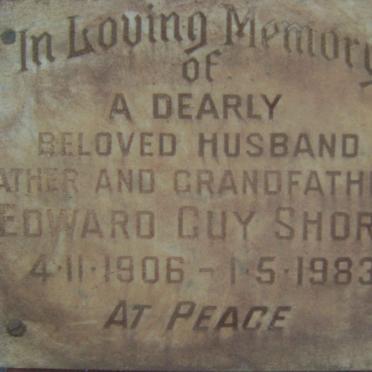 In Loving Memory
of
A DEARLY
BELOVED HUSBAND
ATHER AND GRANDFATH
EDWARD GUY SHOR
4·11·1906 - 1·5·1983
AT PEACE